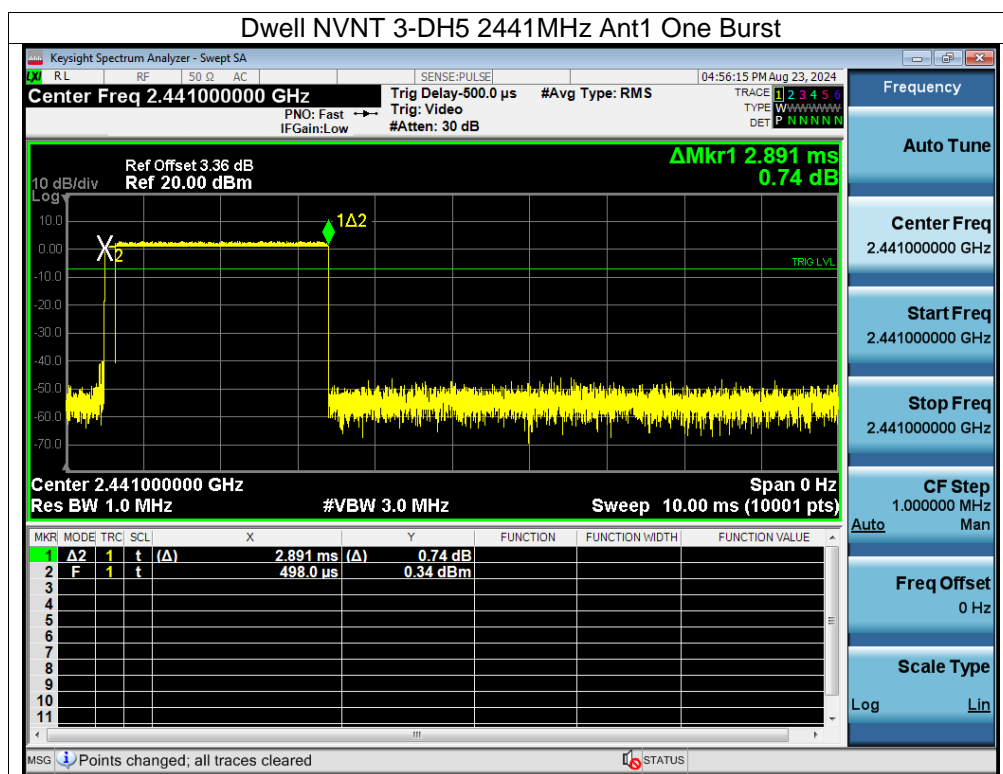 Dwell NVNT 3-DH5 2441MHz Ant1 One Burst
Keysight Spectrum Analyzer - Swept SA
LXI RL RF 50 Ω AC SENSE:PULSE 04:56:15 PM Aug 23, 2024
Center Freq 2.441000000 GHz
PNO: Fast
IFGain:Low
Trig Delay-500.0 µs
Trig: Video
#Atten: 30 dB
#Avg Type: RMS
TRACE 1 2 3 4 5 6
TYPE WWWWWW
DET P N N N N N
ΔMkr1 2.891 ms
0.74 dB
Ref Offset 3.36 dB
10 dB/div Ref 20.00 dBm
Log
10.0
0.00
-10.0
-20.0
-30.0
-40.0
-50.0
-60.0
-70.0
1Δ2
2
TRIG LVL
Center 2.441000000 GHz Span 0 Hz
Res BW 1.0 MHz #VBW 3.0 MHz Sweep 10.00 ms (10001 pts)
MKR MODE TRC SCL X Y FUNCTION FUNCTION WIDTH FUNCTION VALUE
1 Δ2 1 t (Δ) 2.891 ms (Δ) 0.74 dB
2 F 1 t 498.0 µs 0.34 dBm
3
4
5
6
7
8
9
10
11
MSG Points changed; all traces cleared STATUS
Frequency
Auto Tune
Center Freq
2.441000000 GHz
Start Freq
2.441000000 GHz
Stop Freq
2.441000000 GHz
CF Step
1.000000 MHz
Auto Man
Freq Offset
0 Hz
Scale Type
Log Lin